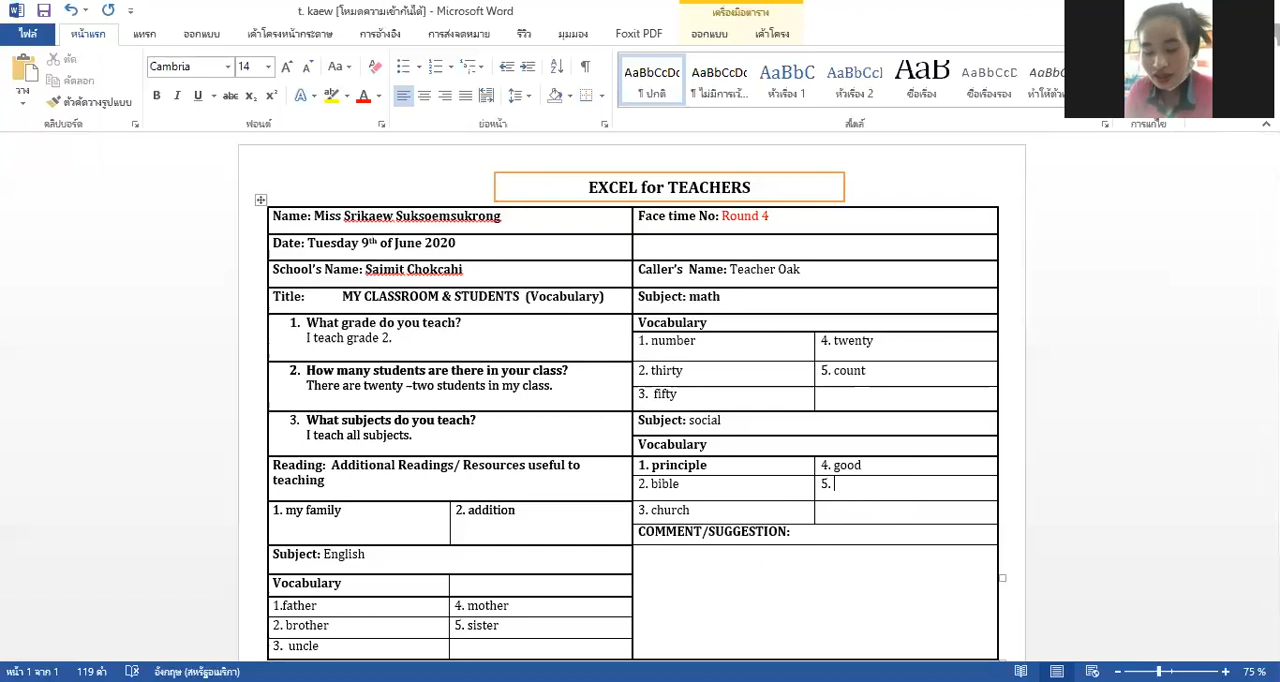 t. kaew [โหมดความเข้ากันได้] - Microsoft Word
เครื่องมือตาราง
ไฟล์ หน้าแรก แทรก ออกแบบ เค้าโครงหน้ากระดาษ การอ้างอิง การส่งจดหมาย รีวิว มุมมอง Foxit PDF ออกแบบ เค้าโครง
วาง
ตัด
คัดลอก
ตัวคัดวางรูปแบบ
Cambria 14
AaBbCcDc AaBbCcDc AaBbC AaBbCcI AaB AaBbCcD AaBbC
¶ ปกติ ¶ ไม่มีการเว้... หัวเรื่อง 1 หัวเรื่อง 2 ชื่อเรื่อง ชื่อเรื่องรอง ทำให้ตัว
คลิปบอร์ด ฟอนต์ ย่อหน้า สไตล์ การแก้ไข
EXCEL for TEACHERS
Name: Miss Srikaew Suksoemsukrong
Face time No: Round 4
Date: Tuesday 9th of June 2020
School's Name: Saimit Chokcahi
Caller's Name: Teacher Oak
Title: MY CLASSROOM & STUDENTS (Vocabulary)
Subject: math
1. What grade do you teach?
I teach grade 2.
Vocabulary
1. number 4. twenty
2. How many students are there in your class?
There are twenty –two students in my class.
2. thirty 5. count
3. fifty
3. What subjects do you teach?
I teach all subjects.
Subject: social
Vocabulary
Reading: Additional Readings/ Resources useful to
teaching
1. principle 4. good
2. bible 5.
1. my family 2. addition
3. church
COMMENT/SUGGESTION:
Subject: English
Vocabulary
1.father 4. mother
2. brother 5. sister
3. uncle
หน้า 1 จาก 1 119 คำ อังกฤษ (สหรัฐอเมริกา) 75 %